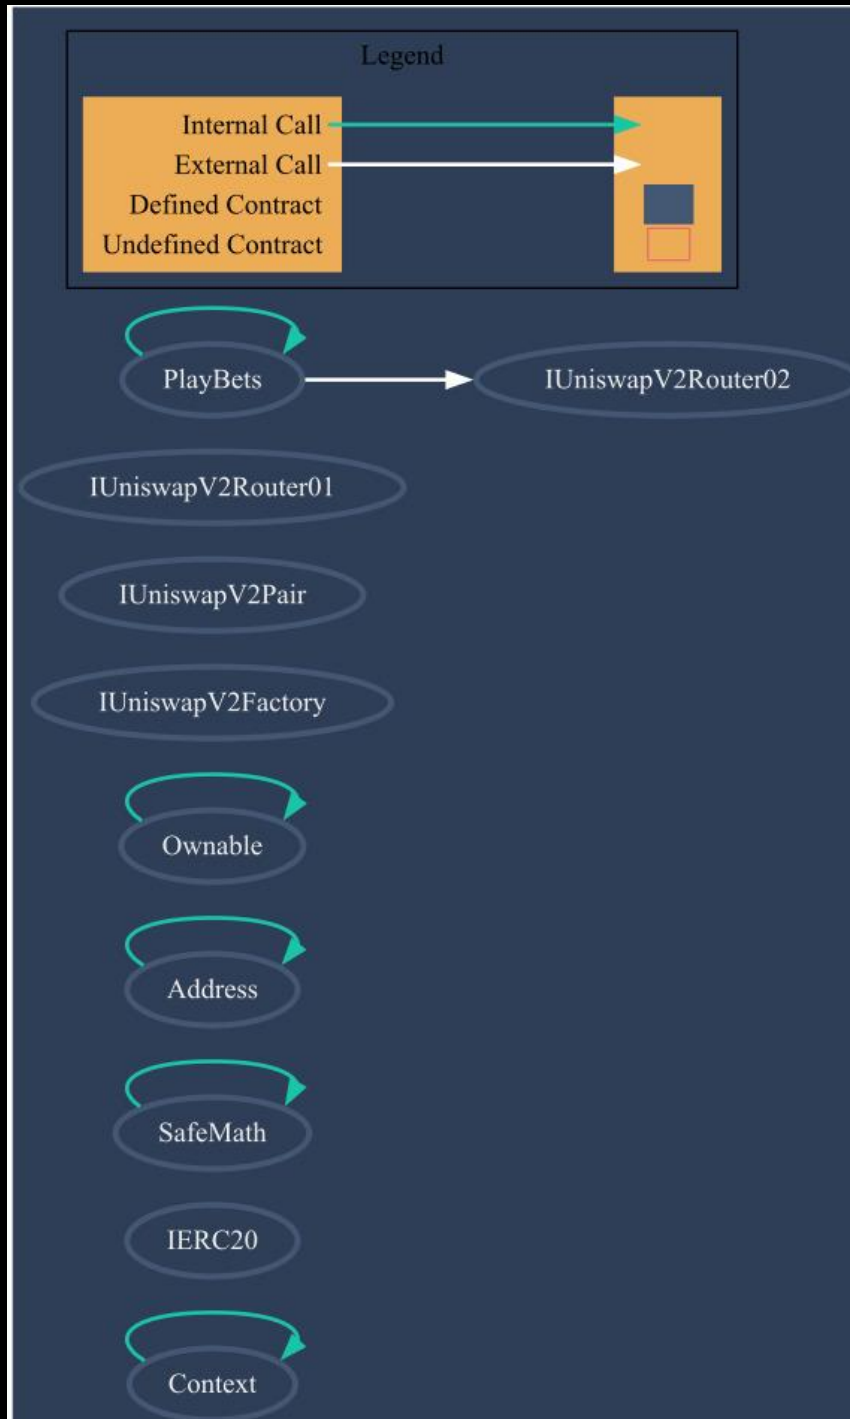 Legend
Internal Call
External Call
Defined Contract
Undefined Contract
PlayBets
IUniswapV2Router02
IUniswapV2Router01
IUniswapV2Pair
IUniswapV2Factory
Ownable
Address
SafeMath
IERC20
Context